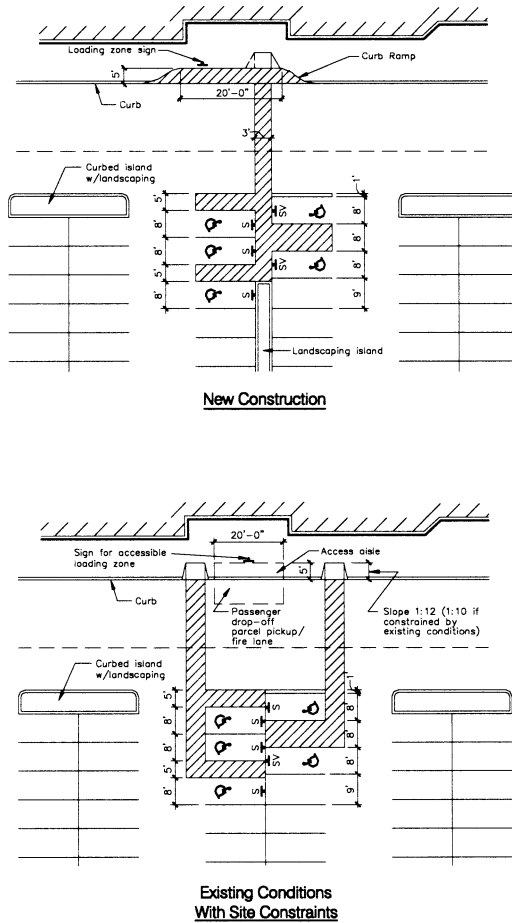 Loading zone sign
Curb Ramp
5'
20'-0"
Curb
3'
Curbed island
w/landscaping
1'
5'
SV
8'
8'
S
8'
8'
S
SV
8'
5'
8'
S
9'
Landscaping island
New Construction
20'-0"
Sign for accessible
loading zone
Access aisle
5'
Curb
Passenger
drop-off
parcel pickup/
fire lane
Slope 1:12 (1:10 if
constrained by
existing conditions)
Curbed island
w/landscaping
1'
5'
S
8'
8'
S
8'
8'
S
SV
8'
5'
8'
S
9'
Existing Conditions
With Site Constraints